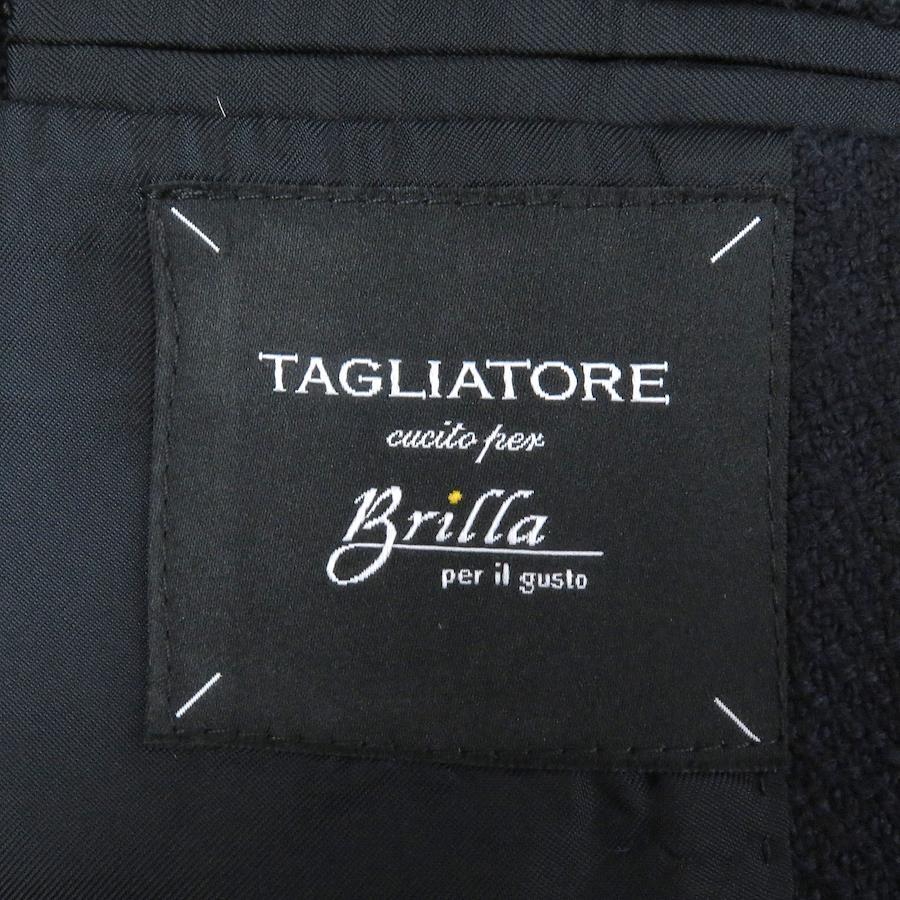 TAGLIATORE
cucito per
Brilla
per il gusto